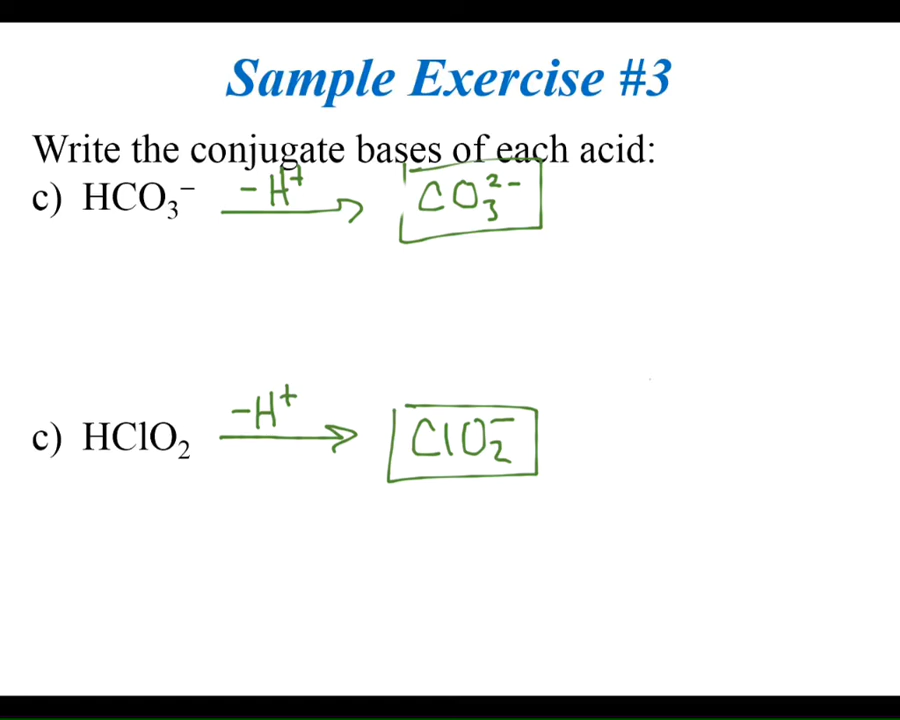 Sample Exercise #3
Write the conjugate bases of each acid:
c) HCO₃⁻ −H⁺ CO₃²⁻
c) HClO₂ −H⁺ ClO₂⁻